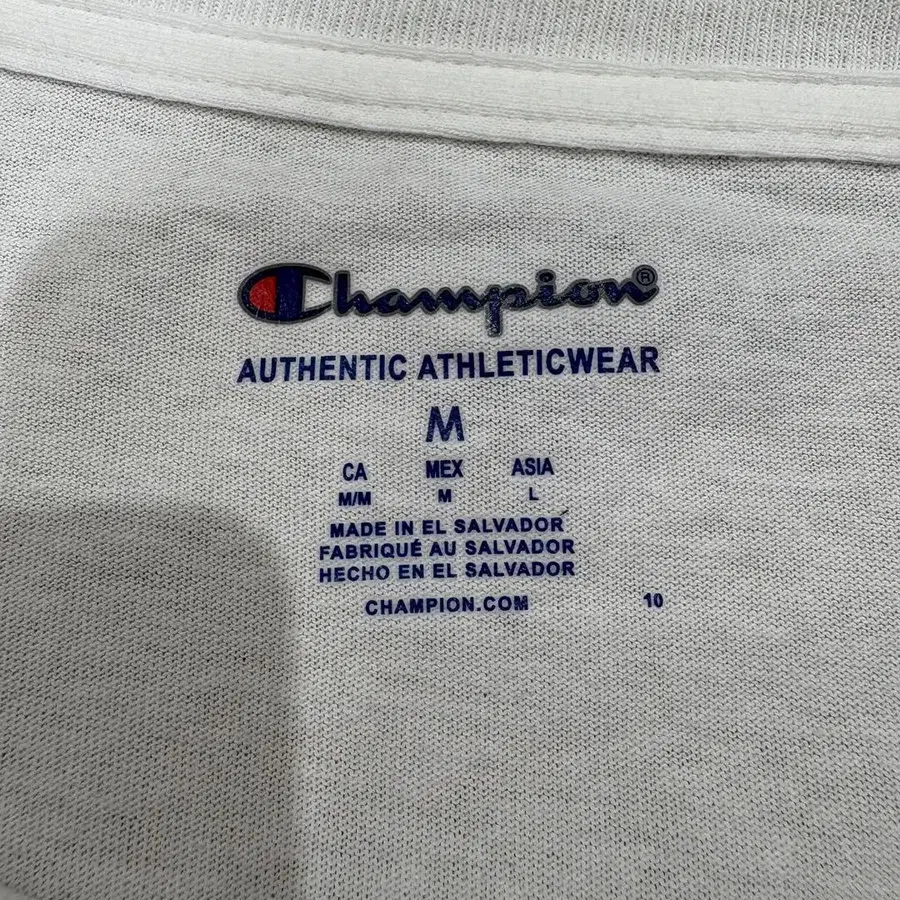 Champion®
AUTHENTIC ATHLETICWEAR
M
CA MEX ASIA
M/M M L
MADE IN EL SALVADOR
FABRIQUÉ AU SALVADOR
HECHO EN EL SALVADOR
CHAMPION.COM 10